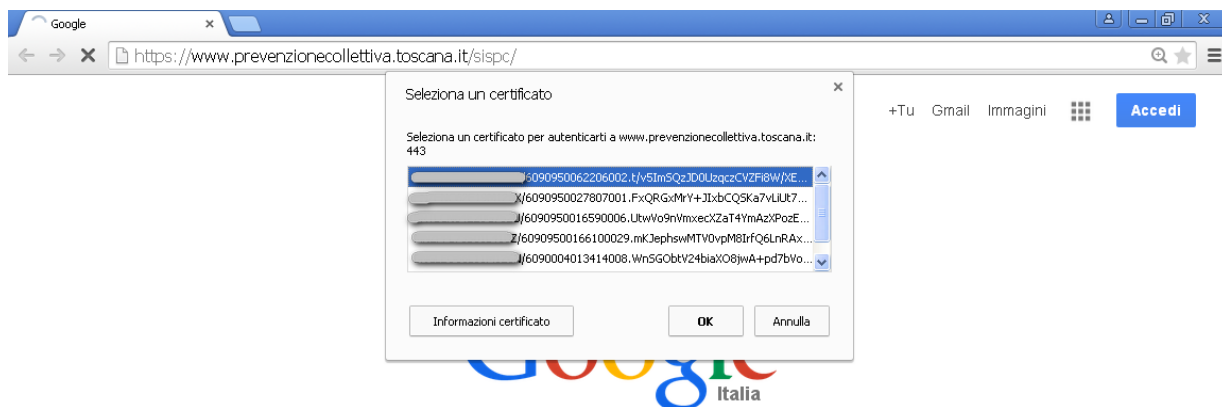 Google
https://www.prevenzionecollettiva.toscana.it/sispc/
Seleziona un certificato
+Tu Gmail Immagini Accedi
Seleziona un certificato per autenticarti a www.prevenzionecollettiva.toscana.it:
443
/6090950062206002.t/v5ImSQzJD0UzqczCVZFi8W/XE...
X/6090950027807001.FxQRGxMrY+JIxbCQSKa7vLiUt7...
J/6090950016590006.UtwVo9nVmxecXZaT4YmAzXPozE...
Z/60909500166100029.mKJephswMTV0vpM8IrfQ6LnRAx...
/6090004013414008.WnSGObtV24biaXO8jwA+pd7bVo...
Informazioni certificato OK Annulla
Google
Italia